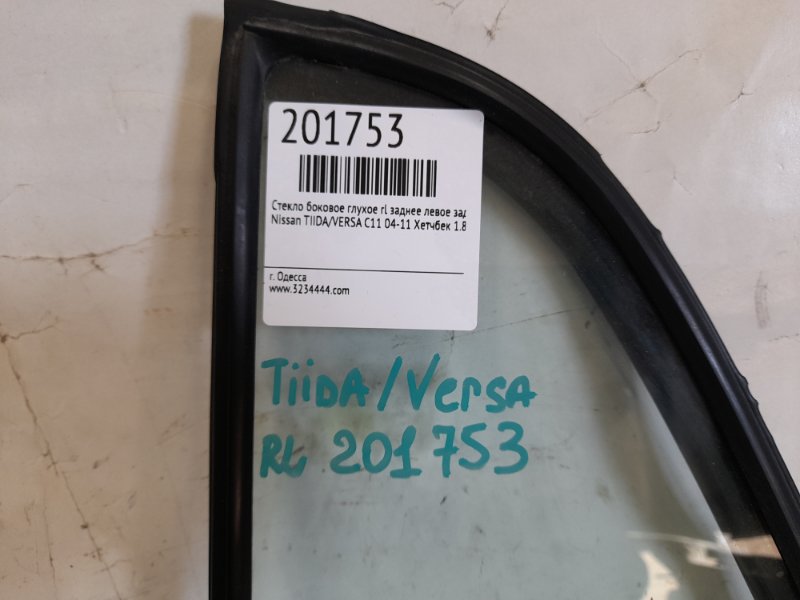 201753
Стекло боковое глухое rl заднее левое зад
Nissan TIIDA/VERSA C11 04-11 Хетчбек 1.8
г. Одесса
www.3234444.com
TiiDA/VersA
RL 201753